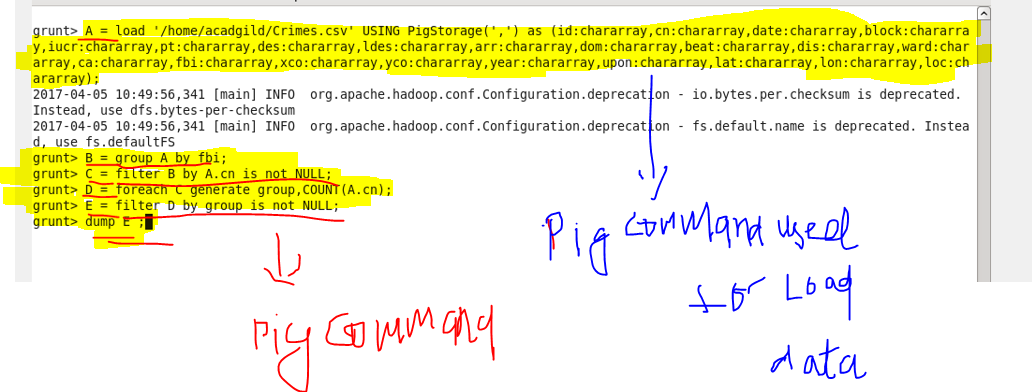 grunt> A = load '/home/acadgild/Crimes.csv' USING PigStorage(',') as (id:chararray,cn:chararray,date:chararray,block:chararra
y,iucr:chararray,pt:chararray,des:chararray,ldes:chararray,arr:chararray,dom:chararray,beat:chararray,dis:chararray,ward:char
array,ca:chararray,fbi:chararray,xco:chararray,yco:chararray,year:chararray,upon:chararray,lat:chararray,lon:chararray,loc:ch
ararray);
2017-04-05 10:49:56,341 [main] INFO  org.apache.hadoop.conf.Configuration.deprecation - io.bytes.per.checksum is deprecated.
Instead, use dfs.bytes-per-checksum
2017-04-05 10:49:56,341 [main] INFO  org.apache.hadoop.conf.Configuration.deprecation - fs.default.name is deprecated. Instea
d, use fs.defaultFS
grunt> B = group A by fbi;
grunt> C = filter B by A.cn is not NULL;
grunt> D = foreach C generate group,COUNT(A.cn);
grunt> E = filter D by group is not NULL;
grunt> dump E ;
Pig command used
for Load
data
Pig command